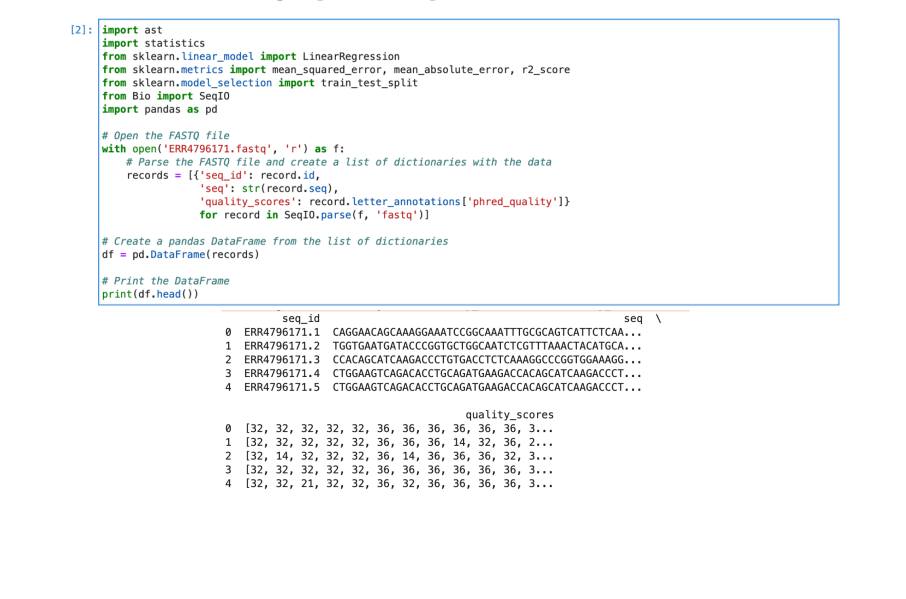 [2]: import ast
import statistics
from sklearn.linear_model import LinearRegression
from sklearn.metrics import mean_squared_error, mean_absolute_error, r2_score
from sklearn.model_selection import train_test_split
from Bio import SeqIO
import pandas as pd
# Open the FASTQ file
with open('ERR4796171.fastq', 'r') as f:
    # Parse the FASTQ file and create a list of dictionaries with the data
    records = [{'seq_id': record.id,
                'seq': str(record.seq),
                'quality_scores': record.letter_annotations['phred_quality']}
                for record in SeqIO.parse(f, 'fastq')]
# Create a pandas DataFrame from the list of dictionaries
df = pd.DataFrame(records)
# Print the DataFrame
print(df.head())
seq_id seq \
0 ERR4796171.1 CAGGAACAGCAAAGGAAATCCGGCAAATTTGCGCAGTCATTCTCAA...
1 ERR4796171.2 TGGTGAATGATACCCGGTGCTGGCAATCTCGTTTAAACTACATGCA...
2 ERR4796171.3 CCACAGCATCAAGACCCTGTGACCTCTCAAAGGCCCGGTGGAAAGG...
3 ERR4796171.4 CTGGAAGTCAGACACCTGCAGATGAAGACCACAGCATCAAGACCCT...
4 ERR4796171.5 CTGGAAGTCAGACACCTGCAGATGAAGACCACAGCATCAAGACCCT...
quality_scores
0 [32, 32, 32, 32, 32, 36, 36, 36, 36, 36, 36, 3...
1 [32, 32, 32, 32, 32, 36, 36, 36, 14, 32, 36, 2...
2 [32, 14, 32, 32, 32, 36, 14, 36, 36, 36, 32, 3...
3 [32, 32, 32, 32, 32, 36, 36, 36, 36, 36, 36, 3...
4 [32, 32, 21, 32, 32, 36, 32, 36, 36, 36, 36, 3...